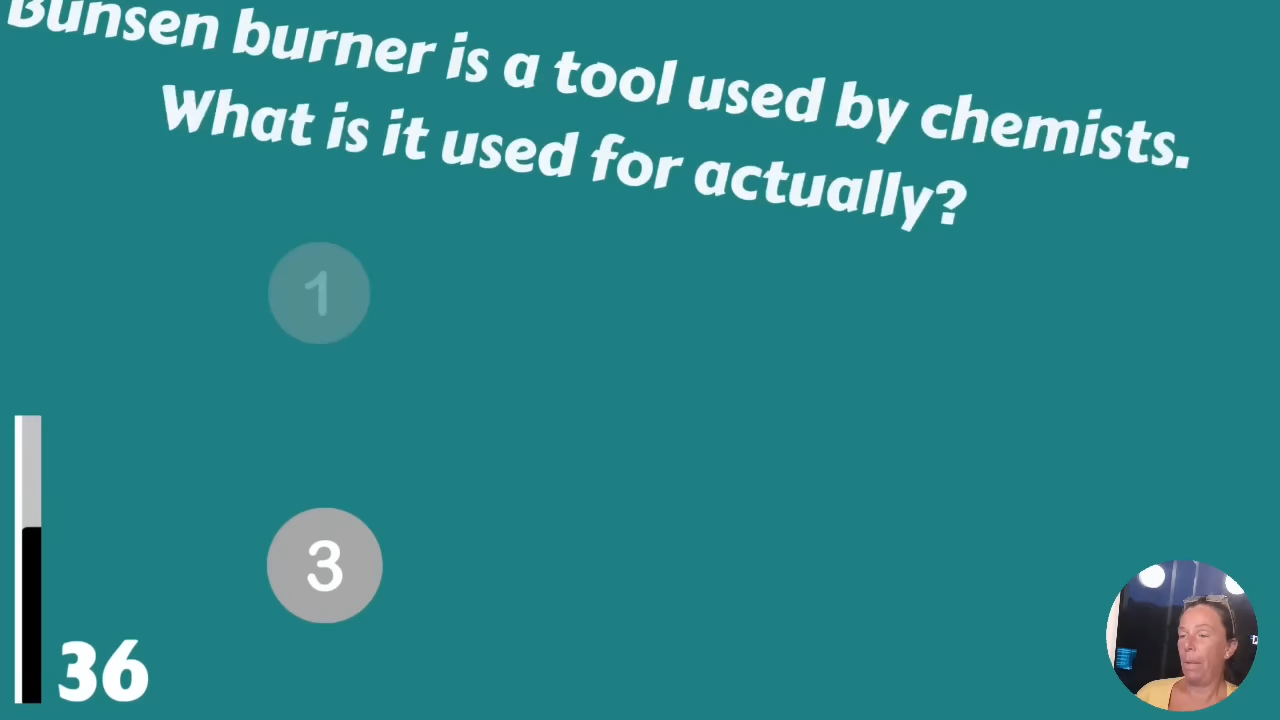 Bunsen burner is a tool used by chemists.
What is it used for actually?
1
3
36